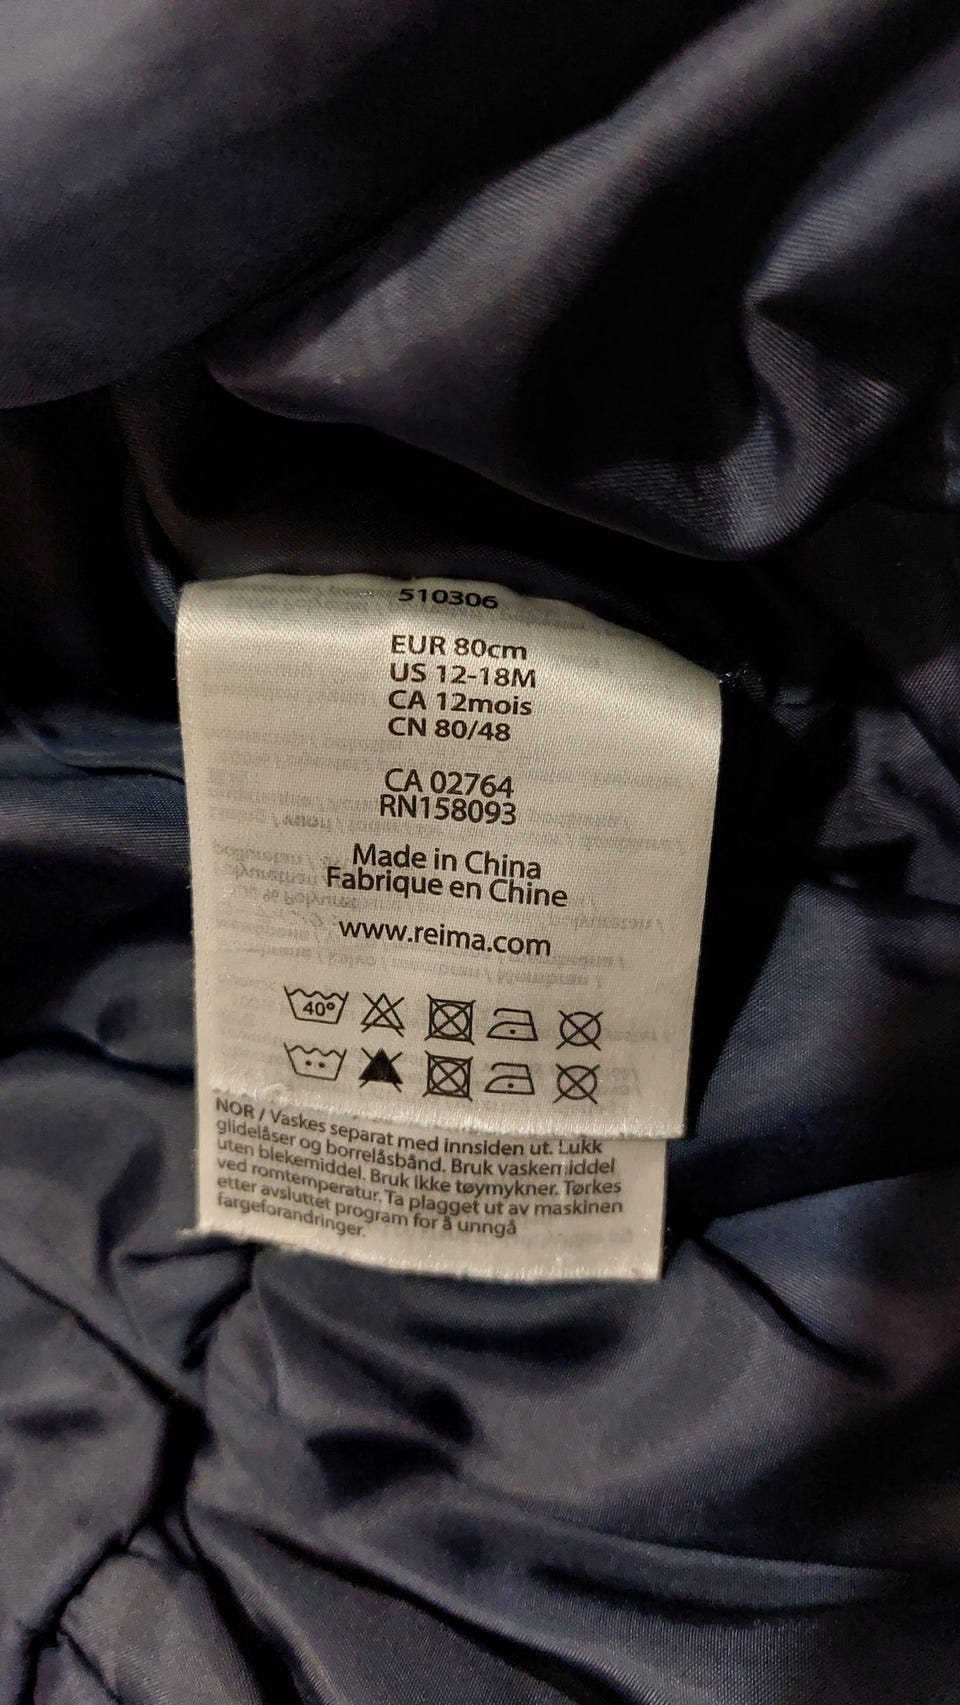 510306
EUR 80cm
US 12-18M
CA 12mois
CN 80/48
CA 02764
RN158093
Made in China
Fabrique en Chine
www.reima.com
40°
NOR / Vaskes separat med innsiden ut. Lukk
glidelåser og borrelåsbånd. Bruk vaskemiddel
uten blekemiddel. Bruk ikke tøymykner. Tørkes
ved romtemperatur. Ta plagget ut av maskinen
etter avsluttet program for å unngå
fargeforandringer.